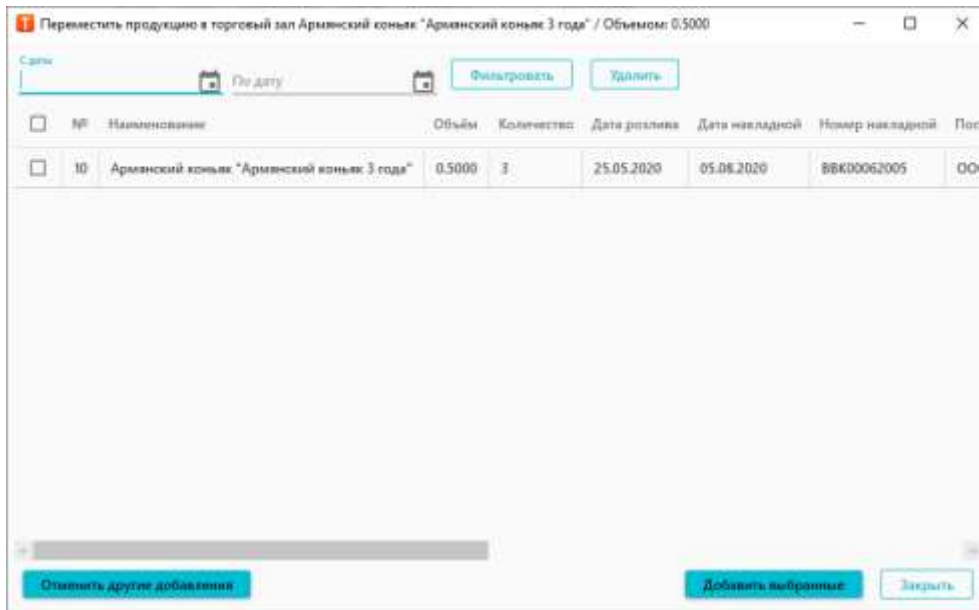 Переместить продукцию в торговый зал Армянский коньяк "Армянский коньяк 3 года" / Объемом: 0.5000
С даты
По дату
Фильтровать Удалить
№ Наименование Объём Количество Дата розлива Дата накладной Номер накладной Пос
10 Армянский коньяк "Армянский коньяк 3 года" 0.5000 3 25.05.2020 05.08.2020 BBK00062005 ООО
Отменить другие добавления Добавить выбранные Закрыть